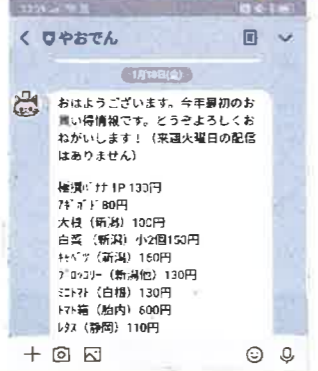 やおでん
1月18日(金)
おはようございます。今年最初のお
買い得情報です。どうぞよろしくお
ねがいします！（来週火曜日の配信
はありません）
バナナ 1P 130円
ｱﾎﾞｶﾄﾞ 80円
大根（新潟）100円
白菜（新潟）小2個150円
ｷｬﾍﾞﾂ（新潟）160円
ﾌﾞﾛｯｺﾘｰ（新潟他）130円
ﾐﾆﾄﾏﾄ（白根）130円
ﾄﾏﾄ箱（胎内）600円
ﾚﾀｽ（静岡）110円